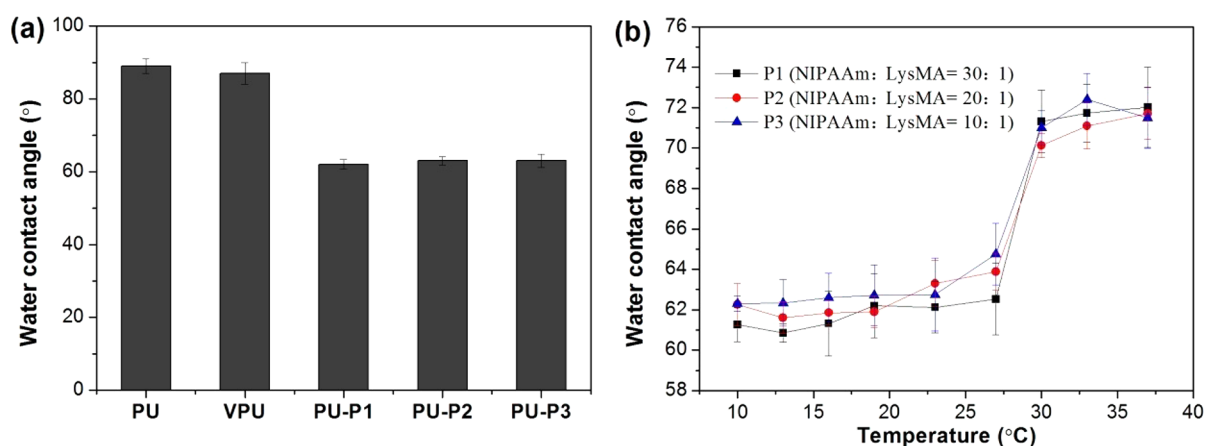 (a)
Water contact angle (°)
100
80
60
40
20
0
PU VPU PU-P1 PU-P2 PU-P3
(b)
Water contact angle (°)
76
74
72
70
68
66
64
62
60
58
P1 (NIPAAm: LysMA= 30: 1)
P2 (NIPAAm: LysMA= 20: 1)
P3 (NIPAAm: LysMA= 10: 1)
10 15 20 25 30 35 40
Temperature (°C)